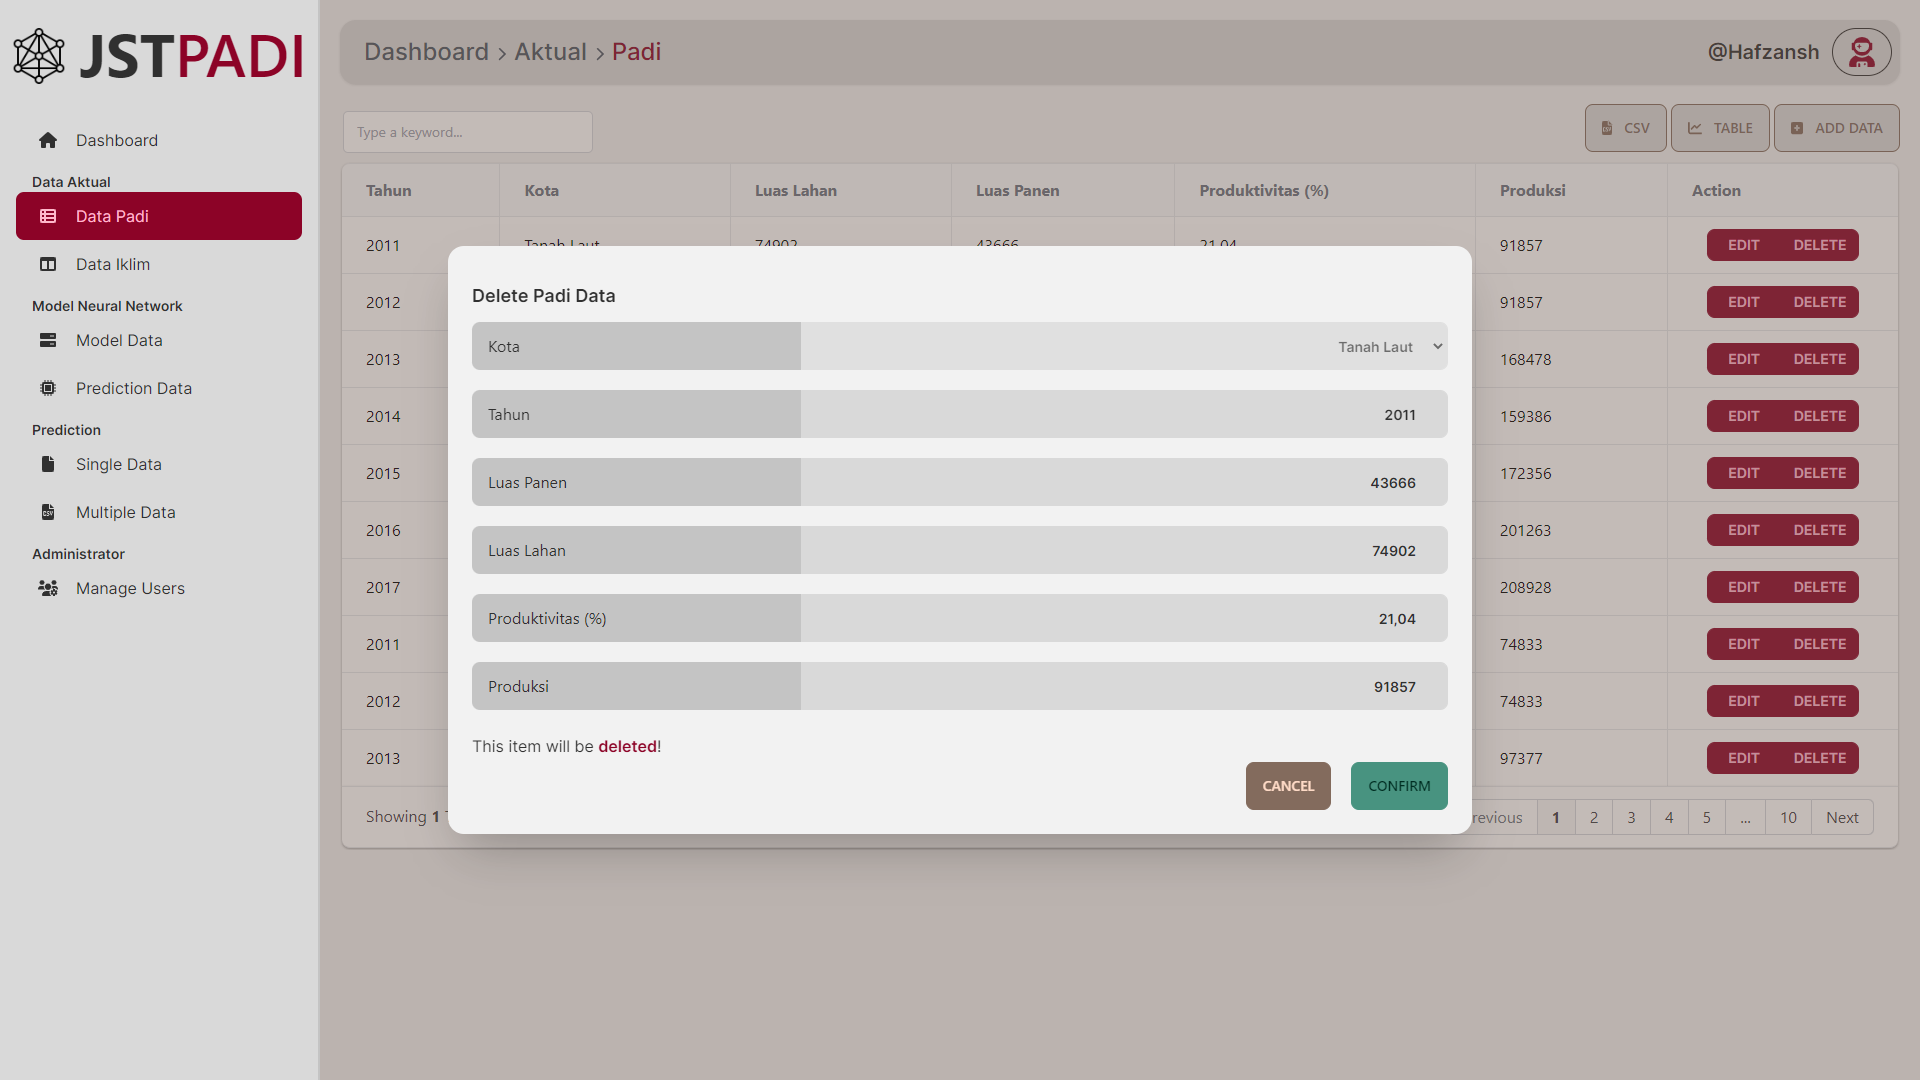 JSTPADI
Dashboard
Data Aktual
Data Padi
Data Iklim
Model Neural Network
Model Data
Prediction Data
Prediction
Single Data
Multiple Data
Administrator
Manage Users
Dashboard > Aktual > Padi
@Hafzansh
Type a keyword...
CSV TABLE ADD DATA
Tahun Kota Luas Lahan Luas Panen Produktivitas (%) Produksi Action
2011 Tanah Laut 74902 43666 21,04 91857 EDIT DELETE
2012 91857 EDIT DELETE
2013 168478 EDIT DELETE
2014 159386 EDIT DELETE
2015 172356 EDIT DELETE
2016 201263 EDIT DELETE
2017 208928 EDIT DELETE
2011 74833 EDIT DELETE
2012 74833 EDIT DELETE
2013 97377 EDIT DELETE
Showing 1
revious 1 2 3 4 5 ... 10 Next
Delete Padi Data
Kota Tanah Laut
Tahun 2011
Luas Panen 43666
Luas Lahan 74902
Produktivitas (%) 21,04
Produksi 91857
This item will be deleted!
CANCEL CONFIRM